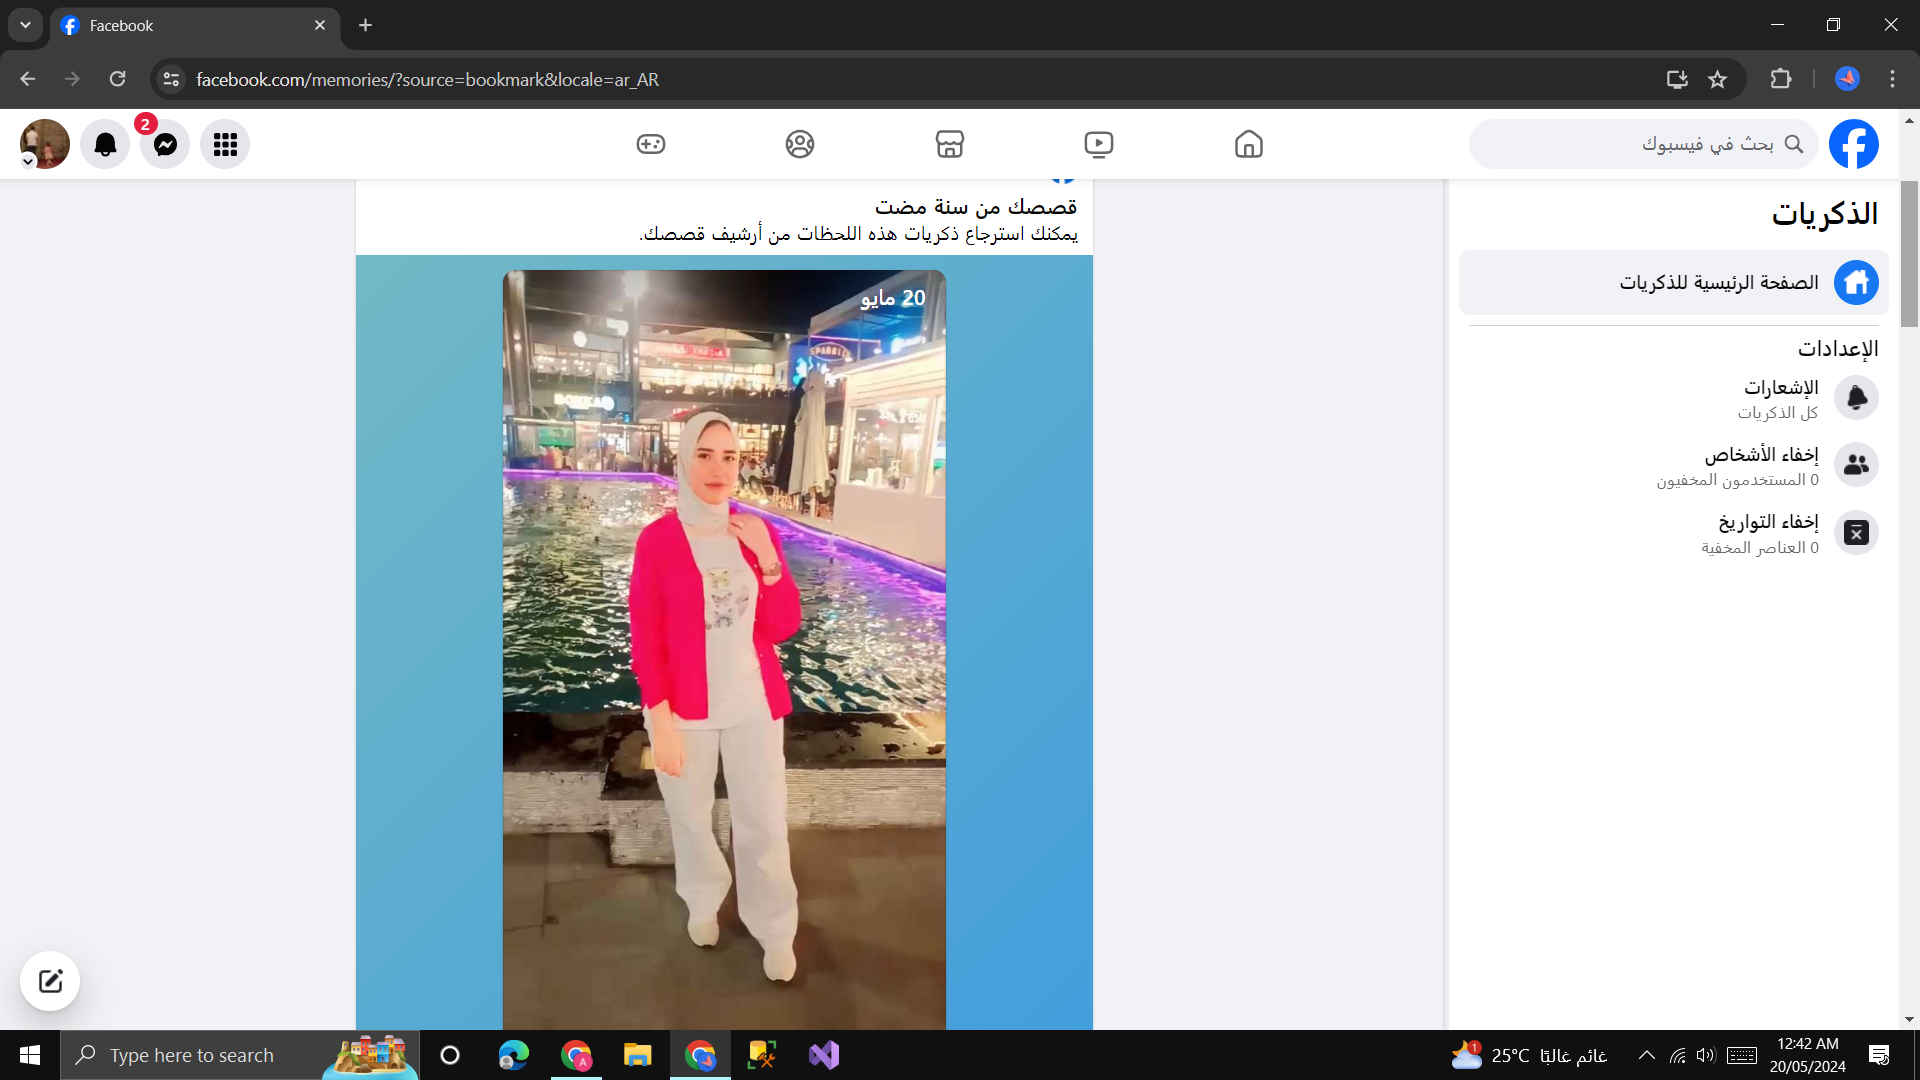 Facebook
facebook.com/memories/?source=bookmark&locale=ar_AR
2
بحث في فيسبوك
الذكريات
الصفحة الرئيسية للذكريات
الإعدادات
الإشعارات
كل الذكريات
إخفاء الأشخاص
0 المستخدمون المخفيون
إخفاء التواريخ
0 العناصر المخفية
قصصك من سنة مضت
يمكنك استرجاع ذكريات هذه اللحظات من أرشيف قصصك.
20 مايو
SPARKLE
Type here to search
1
25°C غائم غالبًا
12:42 AM
20/05/2024